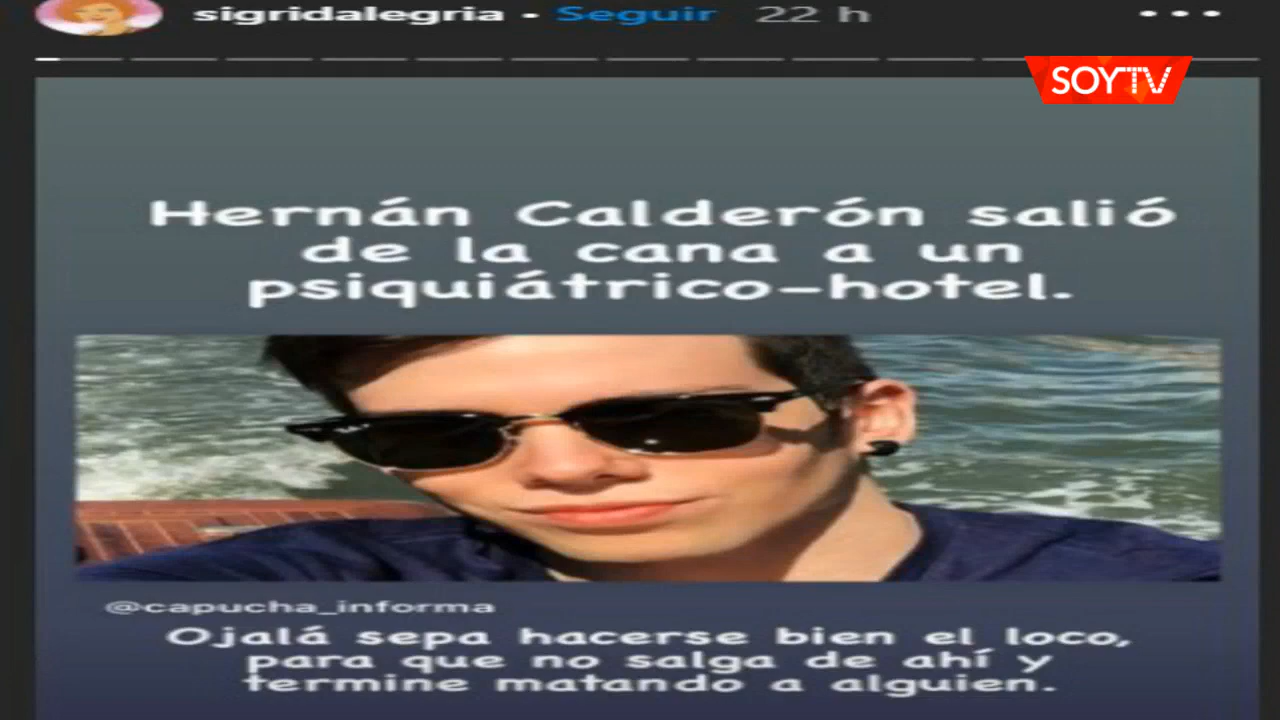 sigridalegria • Seguir 22 h
SOYTV
Hernán Calderón salió
de la cana a un
psiquiátrico-hotel.
@capucha_informa
Ojalá sepa hacerse bien el loco,
para que no salga de ahí y
termine matando a alguien.